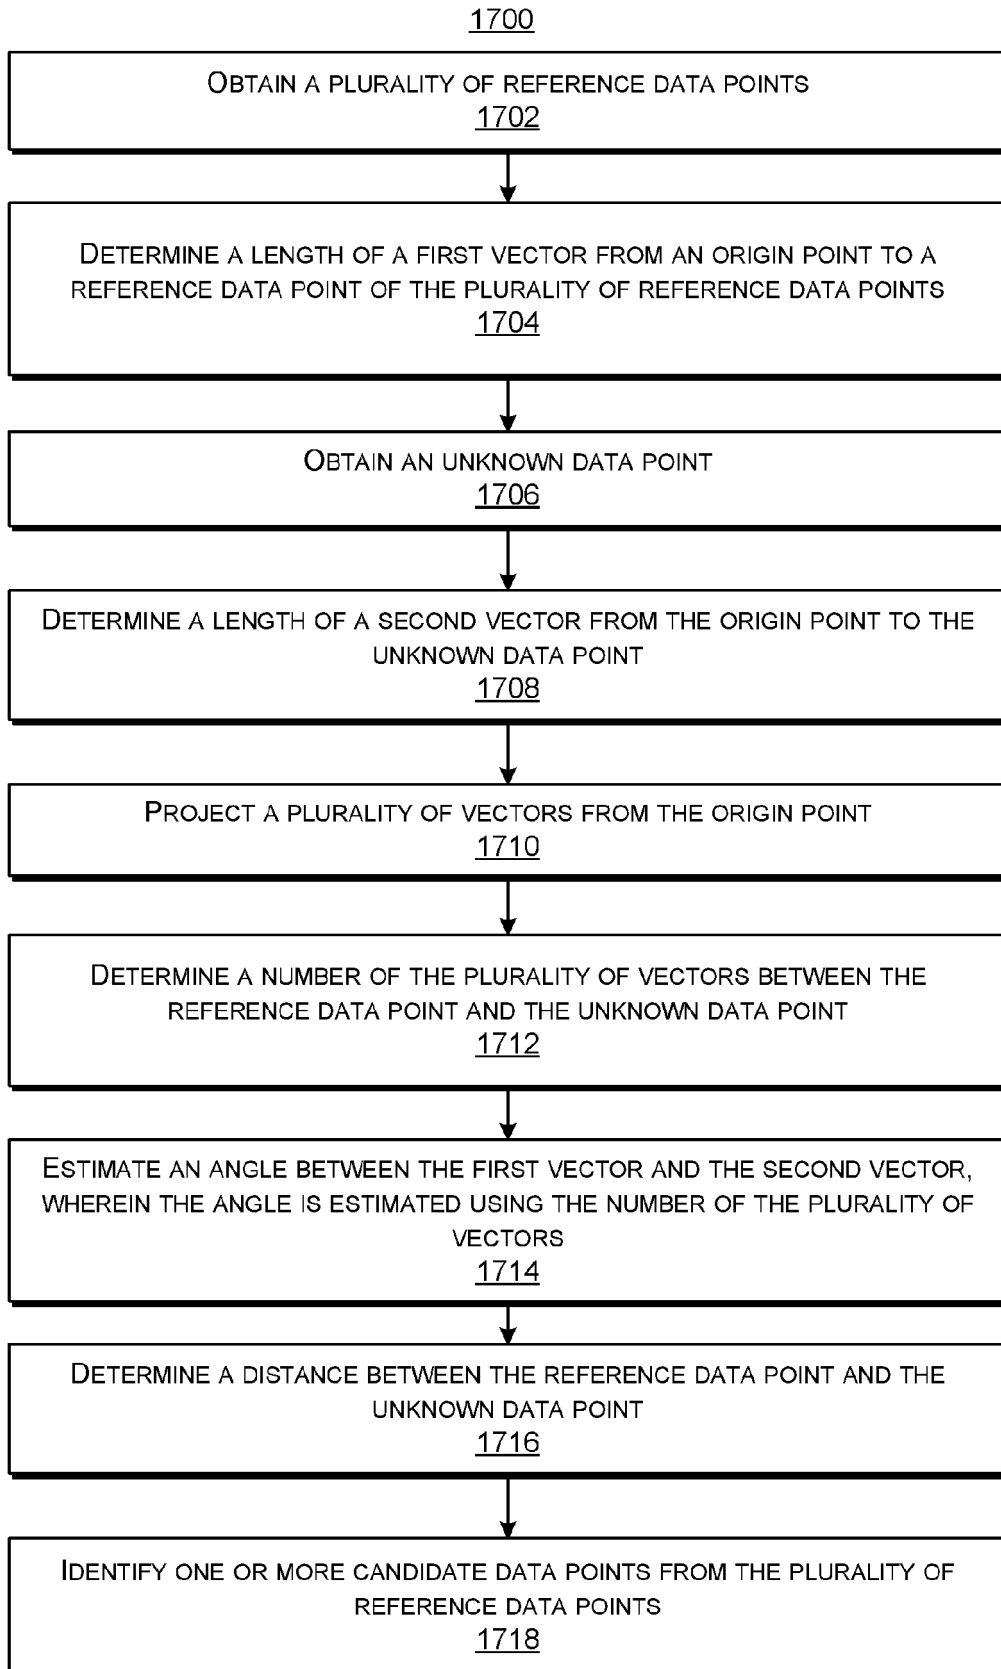 1700
OBTAIN A PLURALITY OF REFERENCE DATA POINTS
1702
DETERMINE A LENGTH OF A FIRST VECTOR FROM AN ORIGIN POINT TO A
REFERENCE DATA POINT OF THE PLURALITY OF REFERENCE DATA POINTS
1704
OBTAIN AN UNKNOWN DATA POINT
1706
DETERMINE A LENGTH OF A SECOND VECTOR FROM THE ORIGIN POINT TO THE
UNKNOWN DATA POINT
1708
PROJECT A PLURALITY OF VECTORS FROM THE ORIGIN POINT
1710
DETERMINE A NUMBER OF THE PLURALITY OF VECTORS BETWEEN THE
REFERENCE DATA POINT AND THE UNKNOWN DATA POINT
1712
ESTIMATE AN ANGLE BETWEEN THE FIRST VECTOR AND THE SECOND VECTOR,
WHEREIN THE ANGLE IS ESTIMATED USING THE NUMBER OF THE PLURALITY OF
VECTORS
1714
DETERMINE A DISTANCE BETWEEN THE REFERENCE DATA POINT AND THE
UNKNOWN DATA POINT
1716
IDENTIFY ONE OR MORE CANDIDATE DATA POINTS FROM THE PLURALITY OF
REFERENCE DATA POINTS
1718